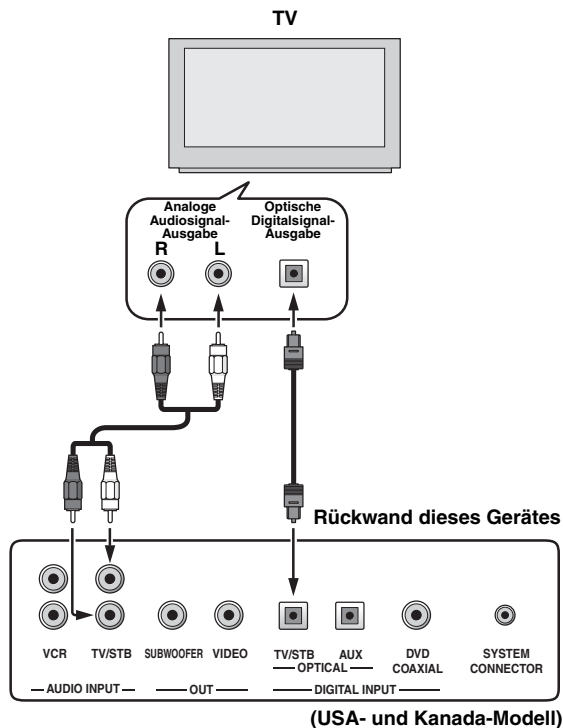 TV
Analoge
Audiosignal-
Ausgabe
Optische
Digitalsignal-
Ausgabe
R L
Rückwand dieses Gerätes
VCR TV/STB SUBWOOFER VIDEO TV/STB AUX DVD SYSTEM
OPTICAL COAXIAL CONNECTOR
AUDIO INPUT OUT DIGITAL INPUT
(USA- und Kanada-Modell)